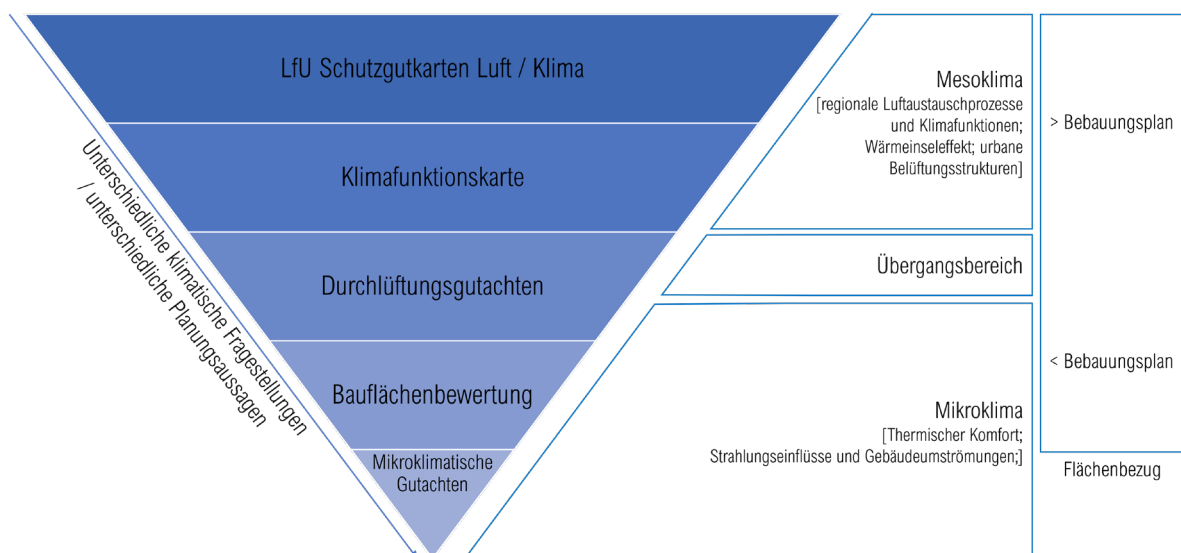 LfU Schutzgutkarten Luft / Klima
Klimafunktionskarte
Durchlüftungsgutachten
Bauflächenbewertung
Mikroklimatische
Gutachten
Unterschiedliche klimatische Fragestellungen
/ unterschiedliche Planungsaussagen
Mesoklima
[regionale Luftaustauschprozesse
und Klimafunktionen;
Wärmeinseleffekt; urbane
Belüftungsstrukturen]
Übergangsbereich
Mikroklima
[Thermischer Komfort;
Strahlungseinflüsse und Gebäudeumströmungen;]
> Bebauungsplan
< Bebauungsplan
Flächenbezug